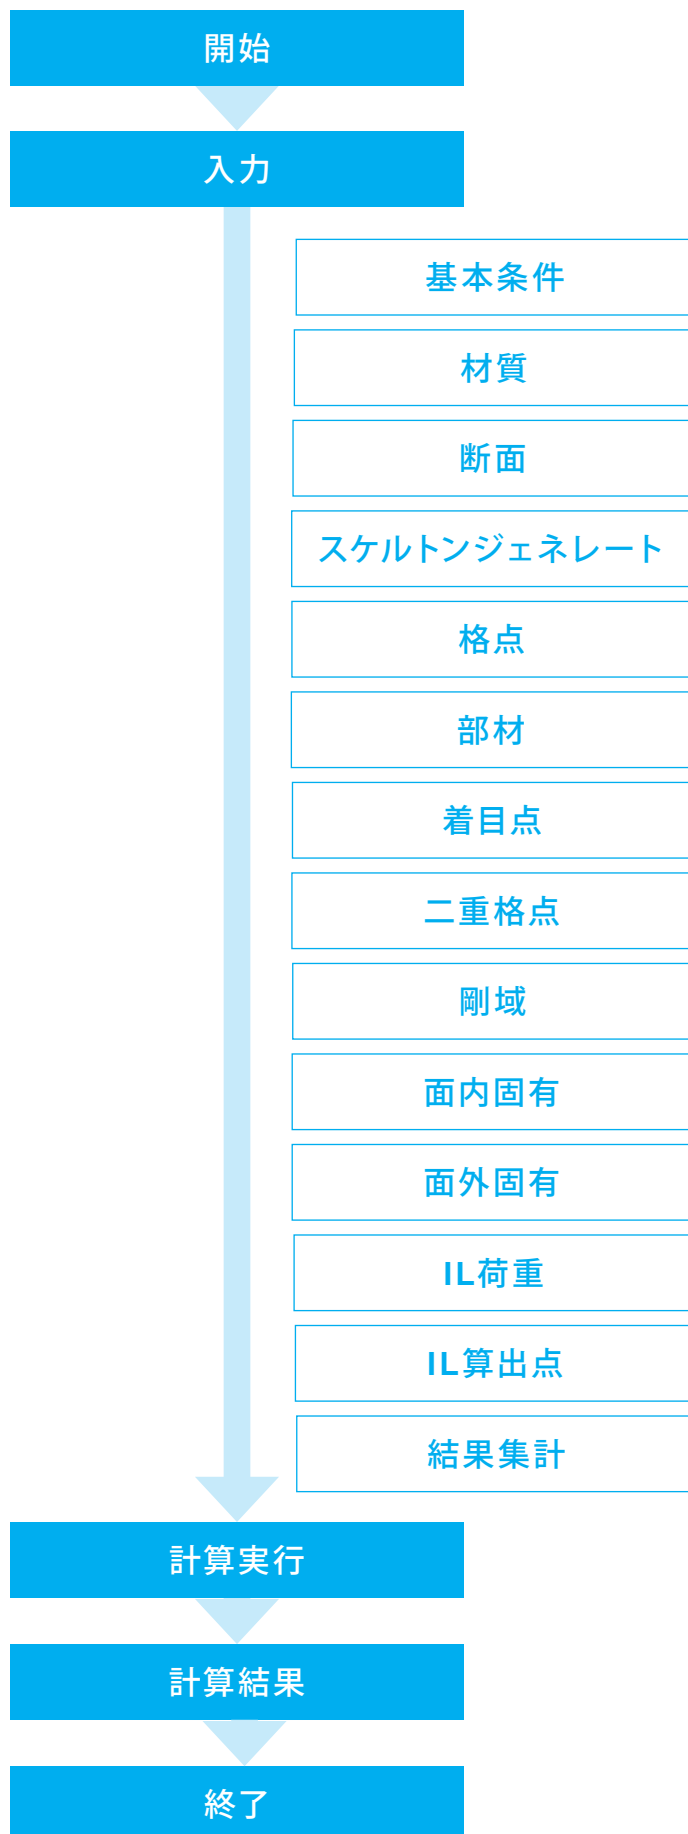 開始
入力
基本条件
材質
断面
スケルトンジェネレート
格点
部材
着目点
二重格点
剛域
面内固有
面外固有
IL荷重
IL算出点
結果集計
計算実行
計算結果
終了